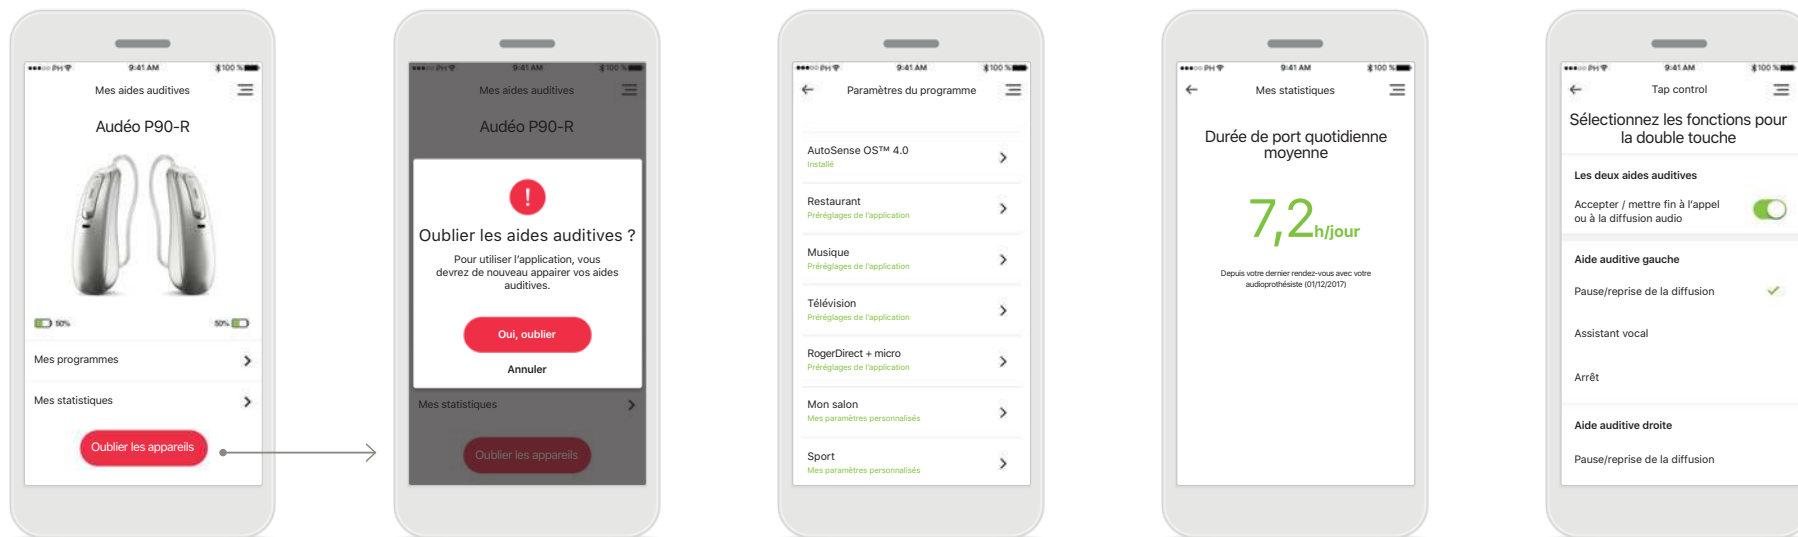 PH 9:41 AM 100 %
Mes aides auditives
Audéo P90-R
50% 50%
Mes programmes
Mes statistiques
Oublier les appareils
PH 9:41 AM 100 %
Mes aides auditives
Audéo P90-R
!
Oublier les aides auditives ?
Pour utiliser l'application, vous
devrez de nouveau appairer vos aides
auditives.
Oui, oublier
Annuler
Mes statistiques
Oublier les appareils
PH 9:41 AM 100 %
Paramètres du programme
AutoSense OS™ 4.0
Installé
Restaurant
Préréglages de l'application
Musique
Préréglages de l'application
Télévision
Préréglages de l'application
RogerDirect + micro
Préréglages de l'application
Mon salon
Mes paramètres personnalisés
Sport
Mes paramètres personnalisés
PH 9:41 AM 100 %
Mes statistiques
Durée de port quotidienne
moyenne
7,2h/jour
Depuis votre dernier rendez-vous avec votre
audioprothésiste (01/12/2017)
PH 9:41 AM 100 %
Tap control
Sélectionnez les fonctions pour
la double touche
Les deux aides auditives
Accepter / mettre fin à l'appel
ou à la diffusion audio
Aide auditive gauche
Pause/reprise de la diffusion
Assistant vocal
Arrêt
Aide auditive droite
Pause/reprise de la diffusion